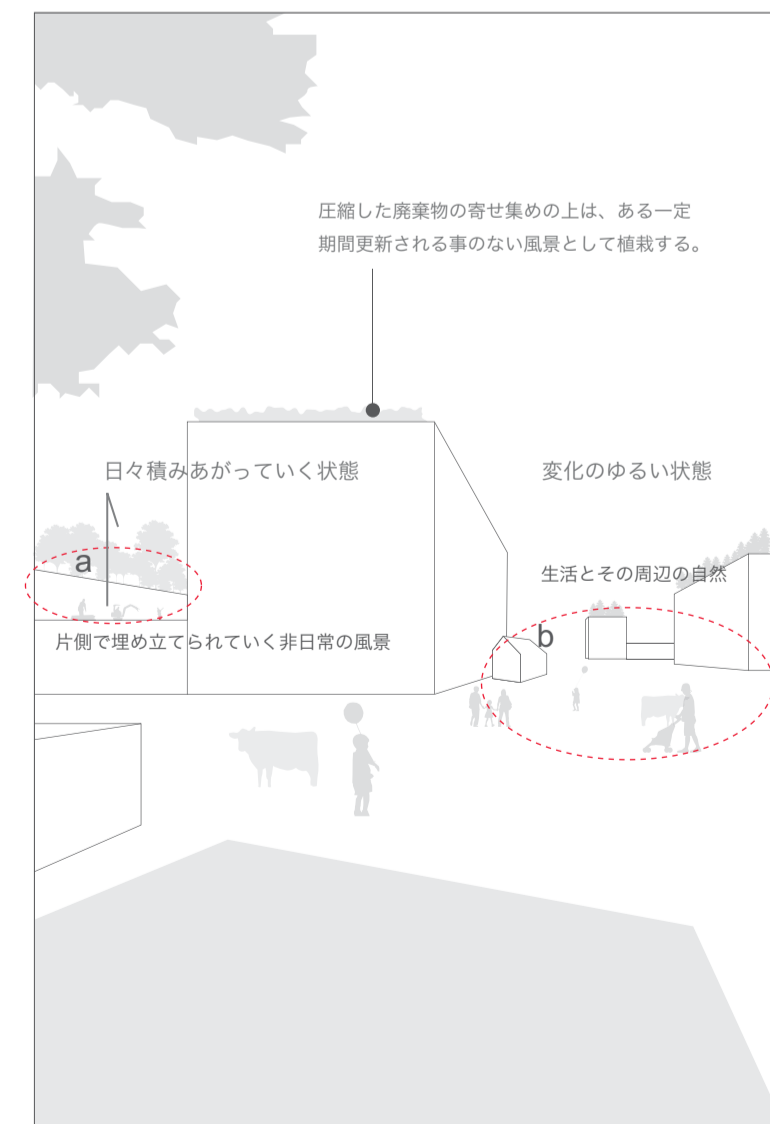 圧縮した廃棄物の寄せ集めの上は、ある一定
期間更新される事のない風景として植栽する。
日々積みあがっていく状態
変化のゆるい状態
a
生活とその周辺の自然
片側で埋め立てられていく非日常の風景
b